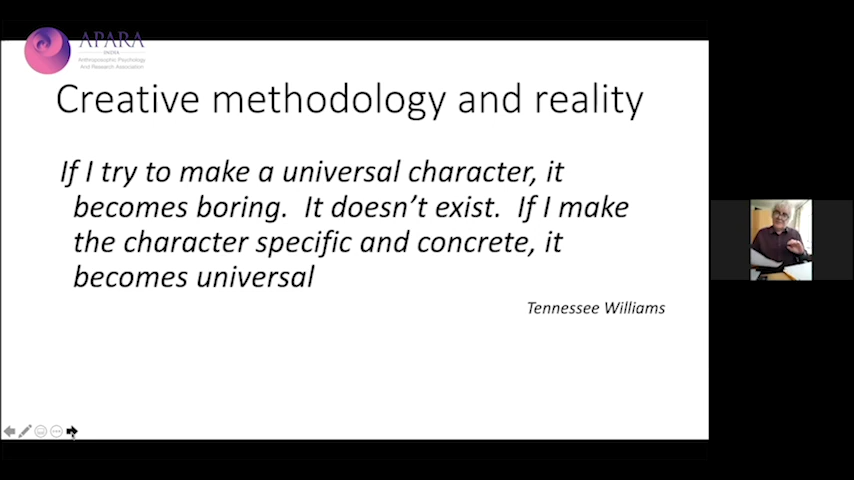 APARA
INDIA
Anthroposophic Psychology
And Research Association
Creative methodology and reality
If I try to make a universal character, it
becomes boring.  It doesn’t exist.  If I make
the character specific and concrete, it
becomes universal
Tennessee Williams